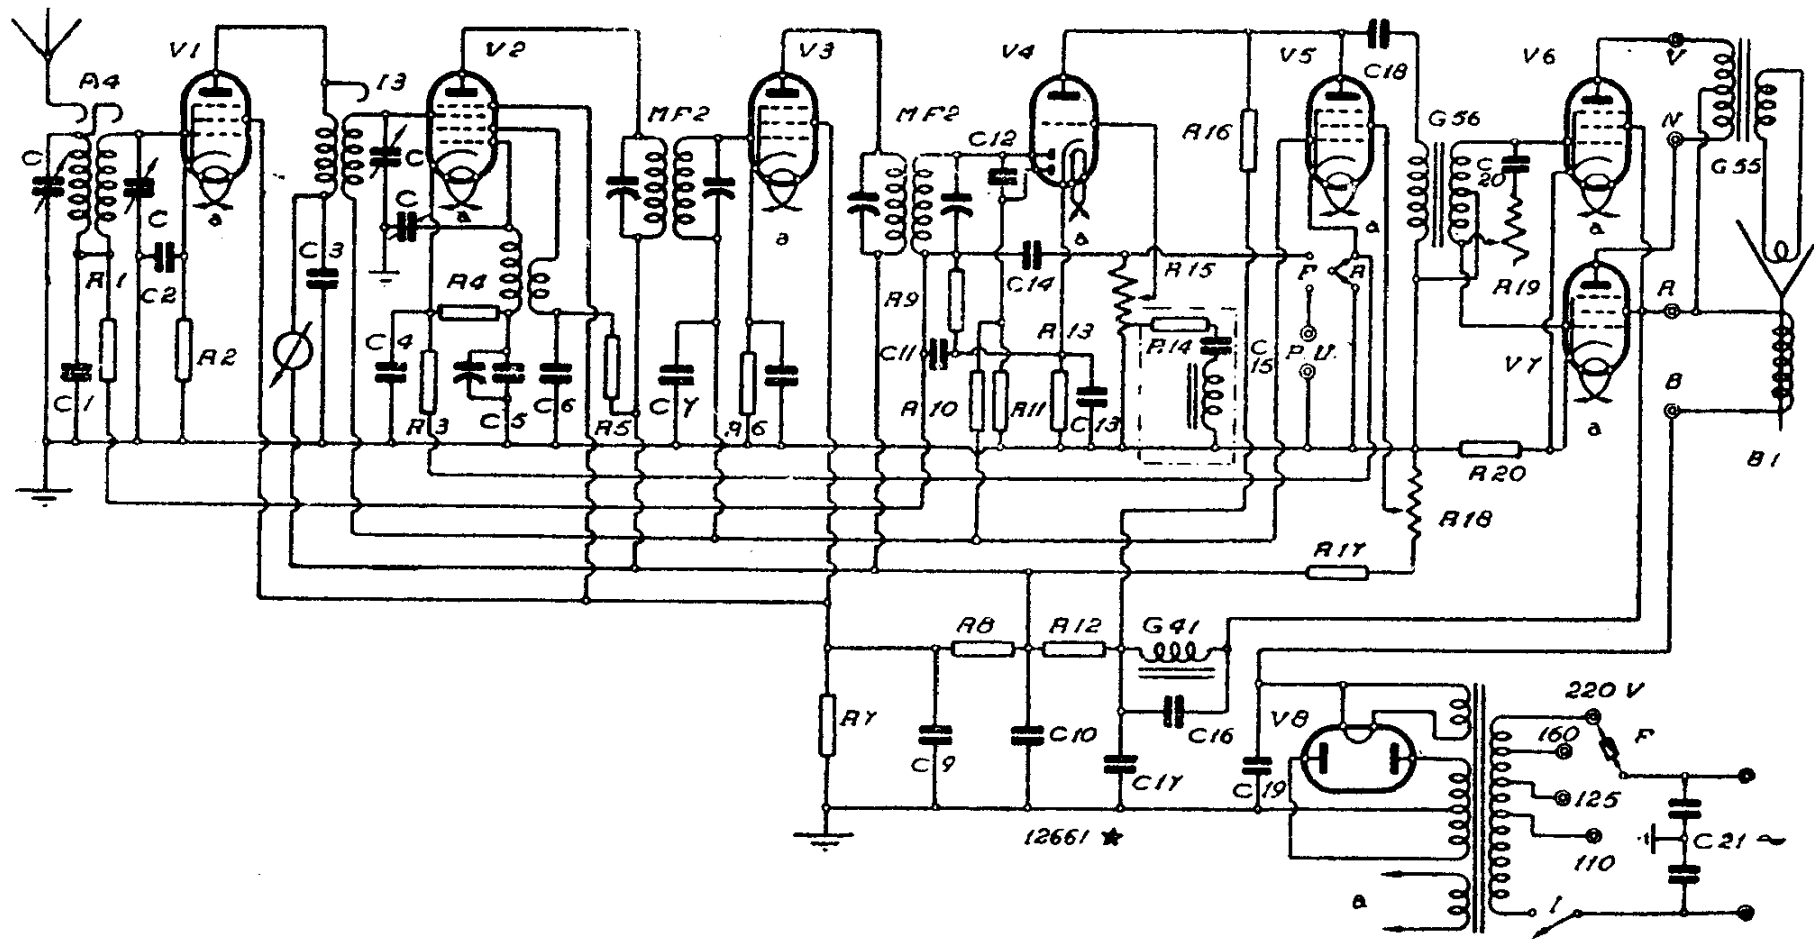 V1
V2
V3
V4
V5
V6
V
C18
A4
I3
MF2
MF2
C12
R16
G56
N
G55
C
C
C
C
C
20
a
a
a
a
a
a
C3
R1
C2
R4
R9
C14
R15
F
R
R19
R
R2
C4
C11
R13
R14
C
15
P.U.
V7
B
C1
R3
C5
C6
R5
C7
R6
R10
R11
C13
a
R20
B1
R18
R17
R8
R12
G41
R7
C9
C10
C16
C17
V8
C19
220 V
160
F
125
110
C21 ~
12661 ★
a
I